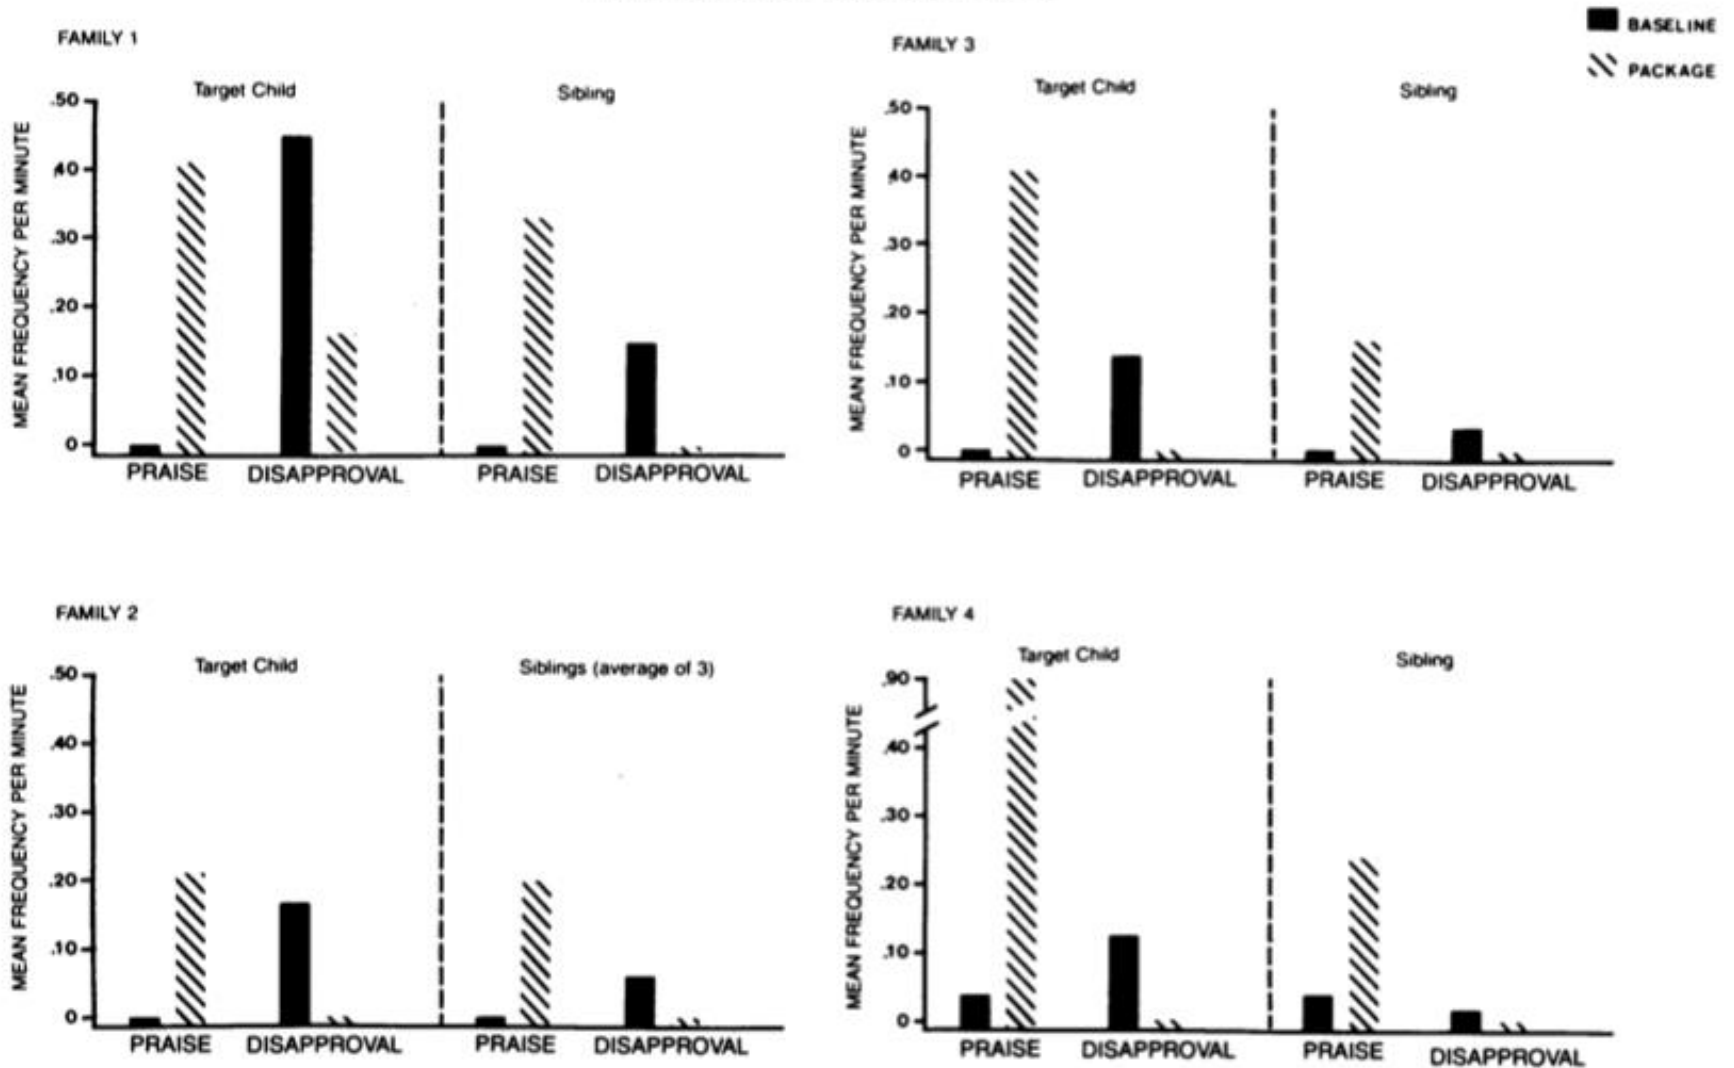 BASELINE
PACKAGE
FAMILY 1
Target Child
Sibling
MEAN FREQUENCY PER MINUTE
.50
.40
.30
.20
.10
0
PRAISE
DISAPPROVAL
PRAISE
DISAPPROVAL
FAMILY 3
Target Child
Sibling
MEAN FREQUENCY PER MINUTE
.50
.40
.30
.20
.10
0
PRAISE
DISAPPROVAL
PRAISE
DISAPPROVAL
FAMILY 2
Target Child
Siblings (average of 3)
MEAN FREQUENCY PER MINUTE
.50
.40
.30
.20
.10
0
PRAISE
DISAPPROVAL
PRAISE
DISAPPROVAL
FAMILY 4
Target Child
Sibling
MEAN FREQUENCY PER MINUTE
.90
.40
.30
.20
.10
0
PRAISE
DISAPPROVAL
PRAISE
DISAPPROVAL